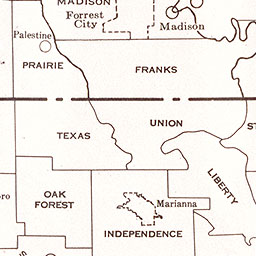 MADISON
Forrest
City
Madison
Palestine
PRAIRIE
FRANKS
UNION
TEXAS
ST
OAK
FOREST
LIBERTY
Marianna
INDEPENDENCE